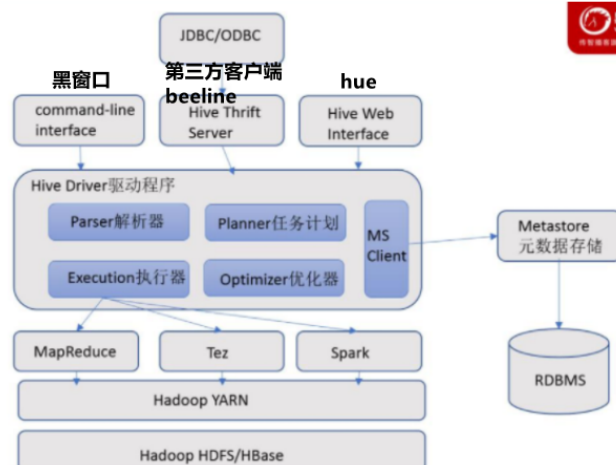 JDBC/ODBC
黑窗口
第三方客户端
beeline
hue
command-line
interface
Hive Thrift
Server
Hive Web
Interface
Hive Driver驱动程序
Parser解析器
Planner任务计划
MS
Client
Execution执行器
Optimizer优化器
Metastore
元数据存储
MapReduce
Tez
Spark
RDBMS
Hadoop YARN
Hadoop HDFS/HBase